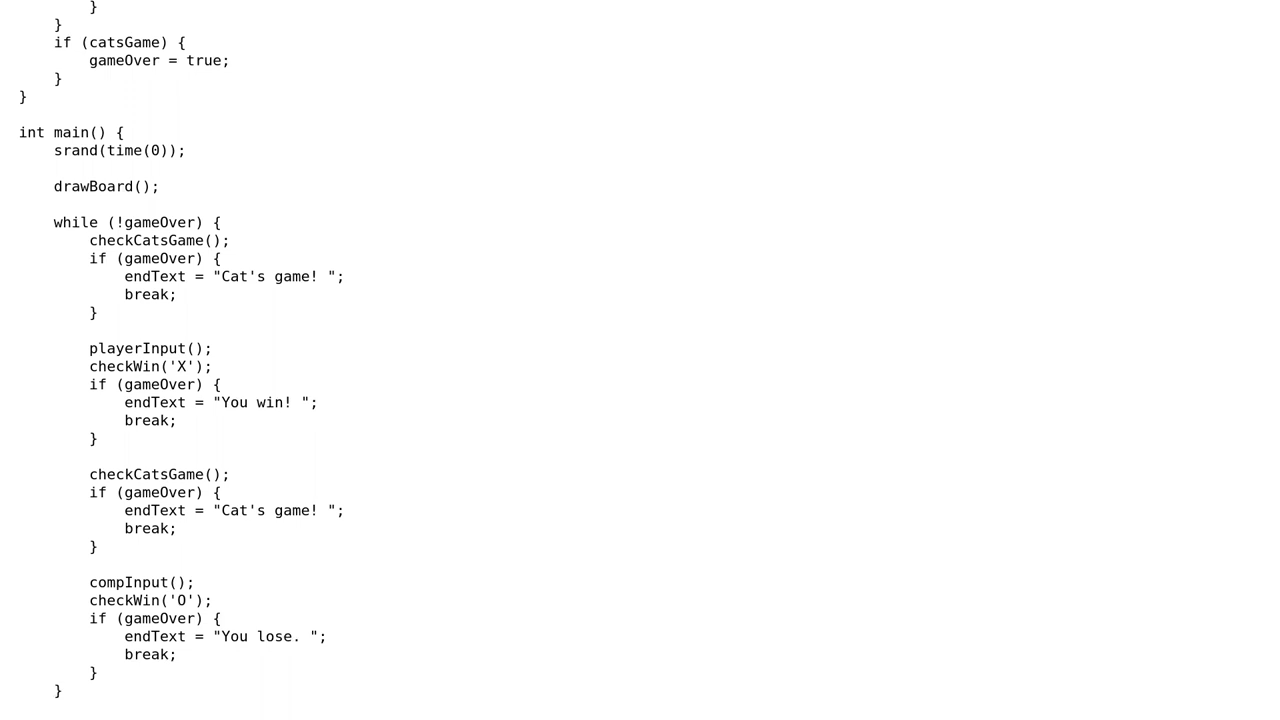 }
    }
    if (catsGame) {
        gameOver = true;
    }
}

int main() {
    srand(time(0));

    drawBoard();

    while (!gameOver) {
        checkCatsGame();
        if (gameOver) {
            endText = "Cat's game! ";
            break;
        }

        playerInput();
        checkWin('X');
        if (gameOver) {
            endText = "You win! ";
            break;
        }

        checkCatsGame();
        if (gameOver) {
            endText = "Cat's game! ";
            break;
        }

        compInput();
        checkWin('O');
        if (gameOver) {
            endText = "You lose. ";
            break;
        }
    }